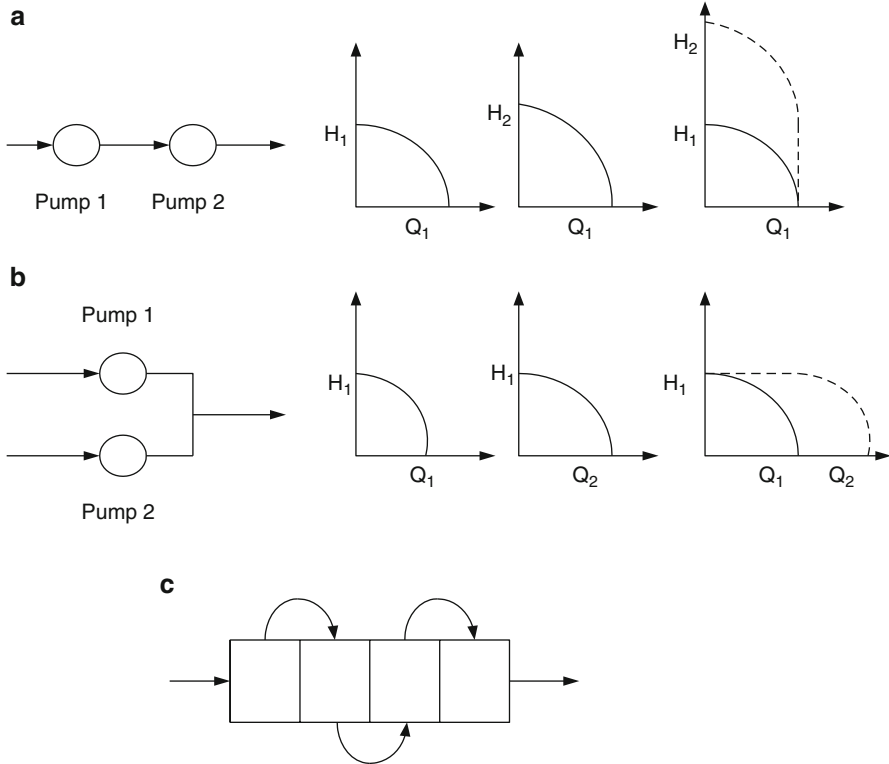 a
H₁
Q₁
H₂
Q₁
H₂
H₁
Q₁
Pump 1
Pump 2
b
Pump 1
Pump 2
H₁
Q₁
H₁
Q₂
H₁
Q₁
Q₂
c